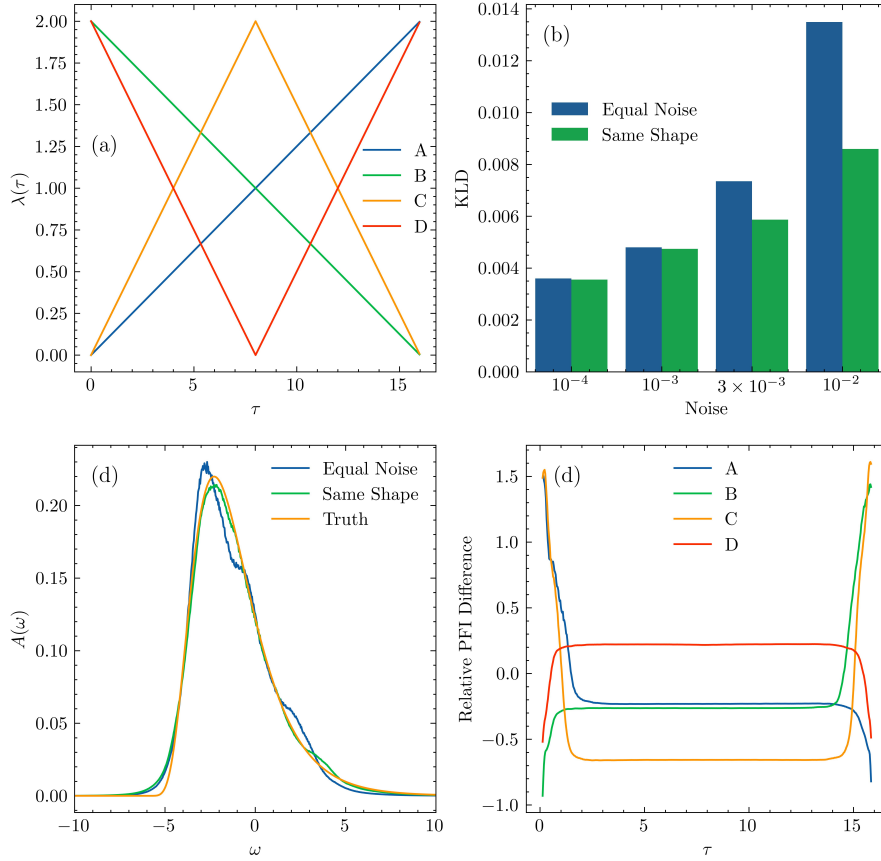 (a)
2.00
1.75
1.50
1.25
1.00
0.75
0.50
0.25
0.00
λ(τ)
0
5
10
15
τ
A
B
C
D
(b)
0.014
0.012
0.010
0.008
0.006
0.004
0.002
0.000
KLD
Equal Noise
Same Shape
10⁻⁴
10⁻³
3 × 10⁻³
10⁻²
Noise
(d)
0.20
0.15
0.10
0.05
0.00
A(ω)
Equal Noise
Same Shape
Truth
−10
−5
0
5
10
ω
(d)
1.5
1.0
0.5
0.0
−0.5
−1.0
Relative PFI Difference
A
B
C
D
0
5
10
15
τ